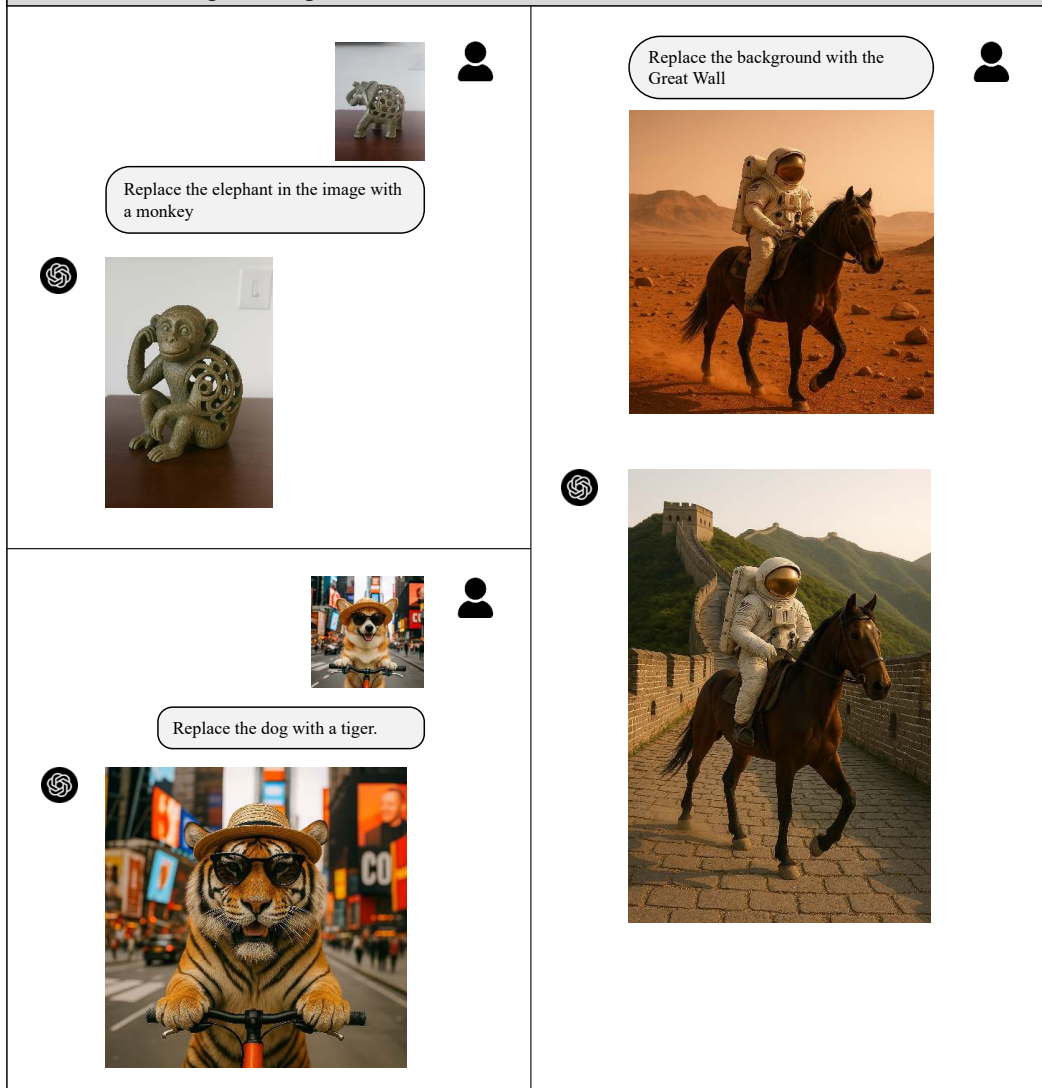 Replace the elephant in the image with
a monkey
Replace the dog with a tiger.
CO
Replace the background with the
Great Wall